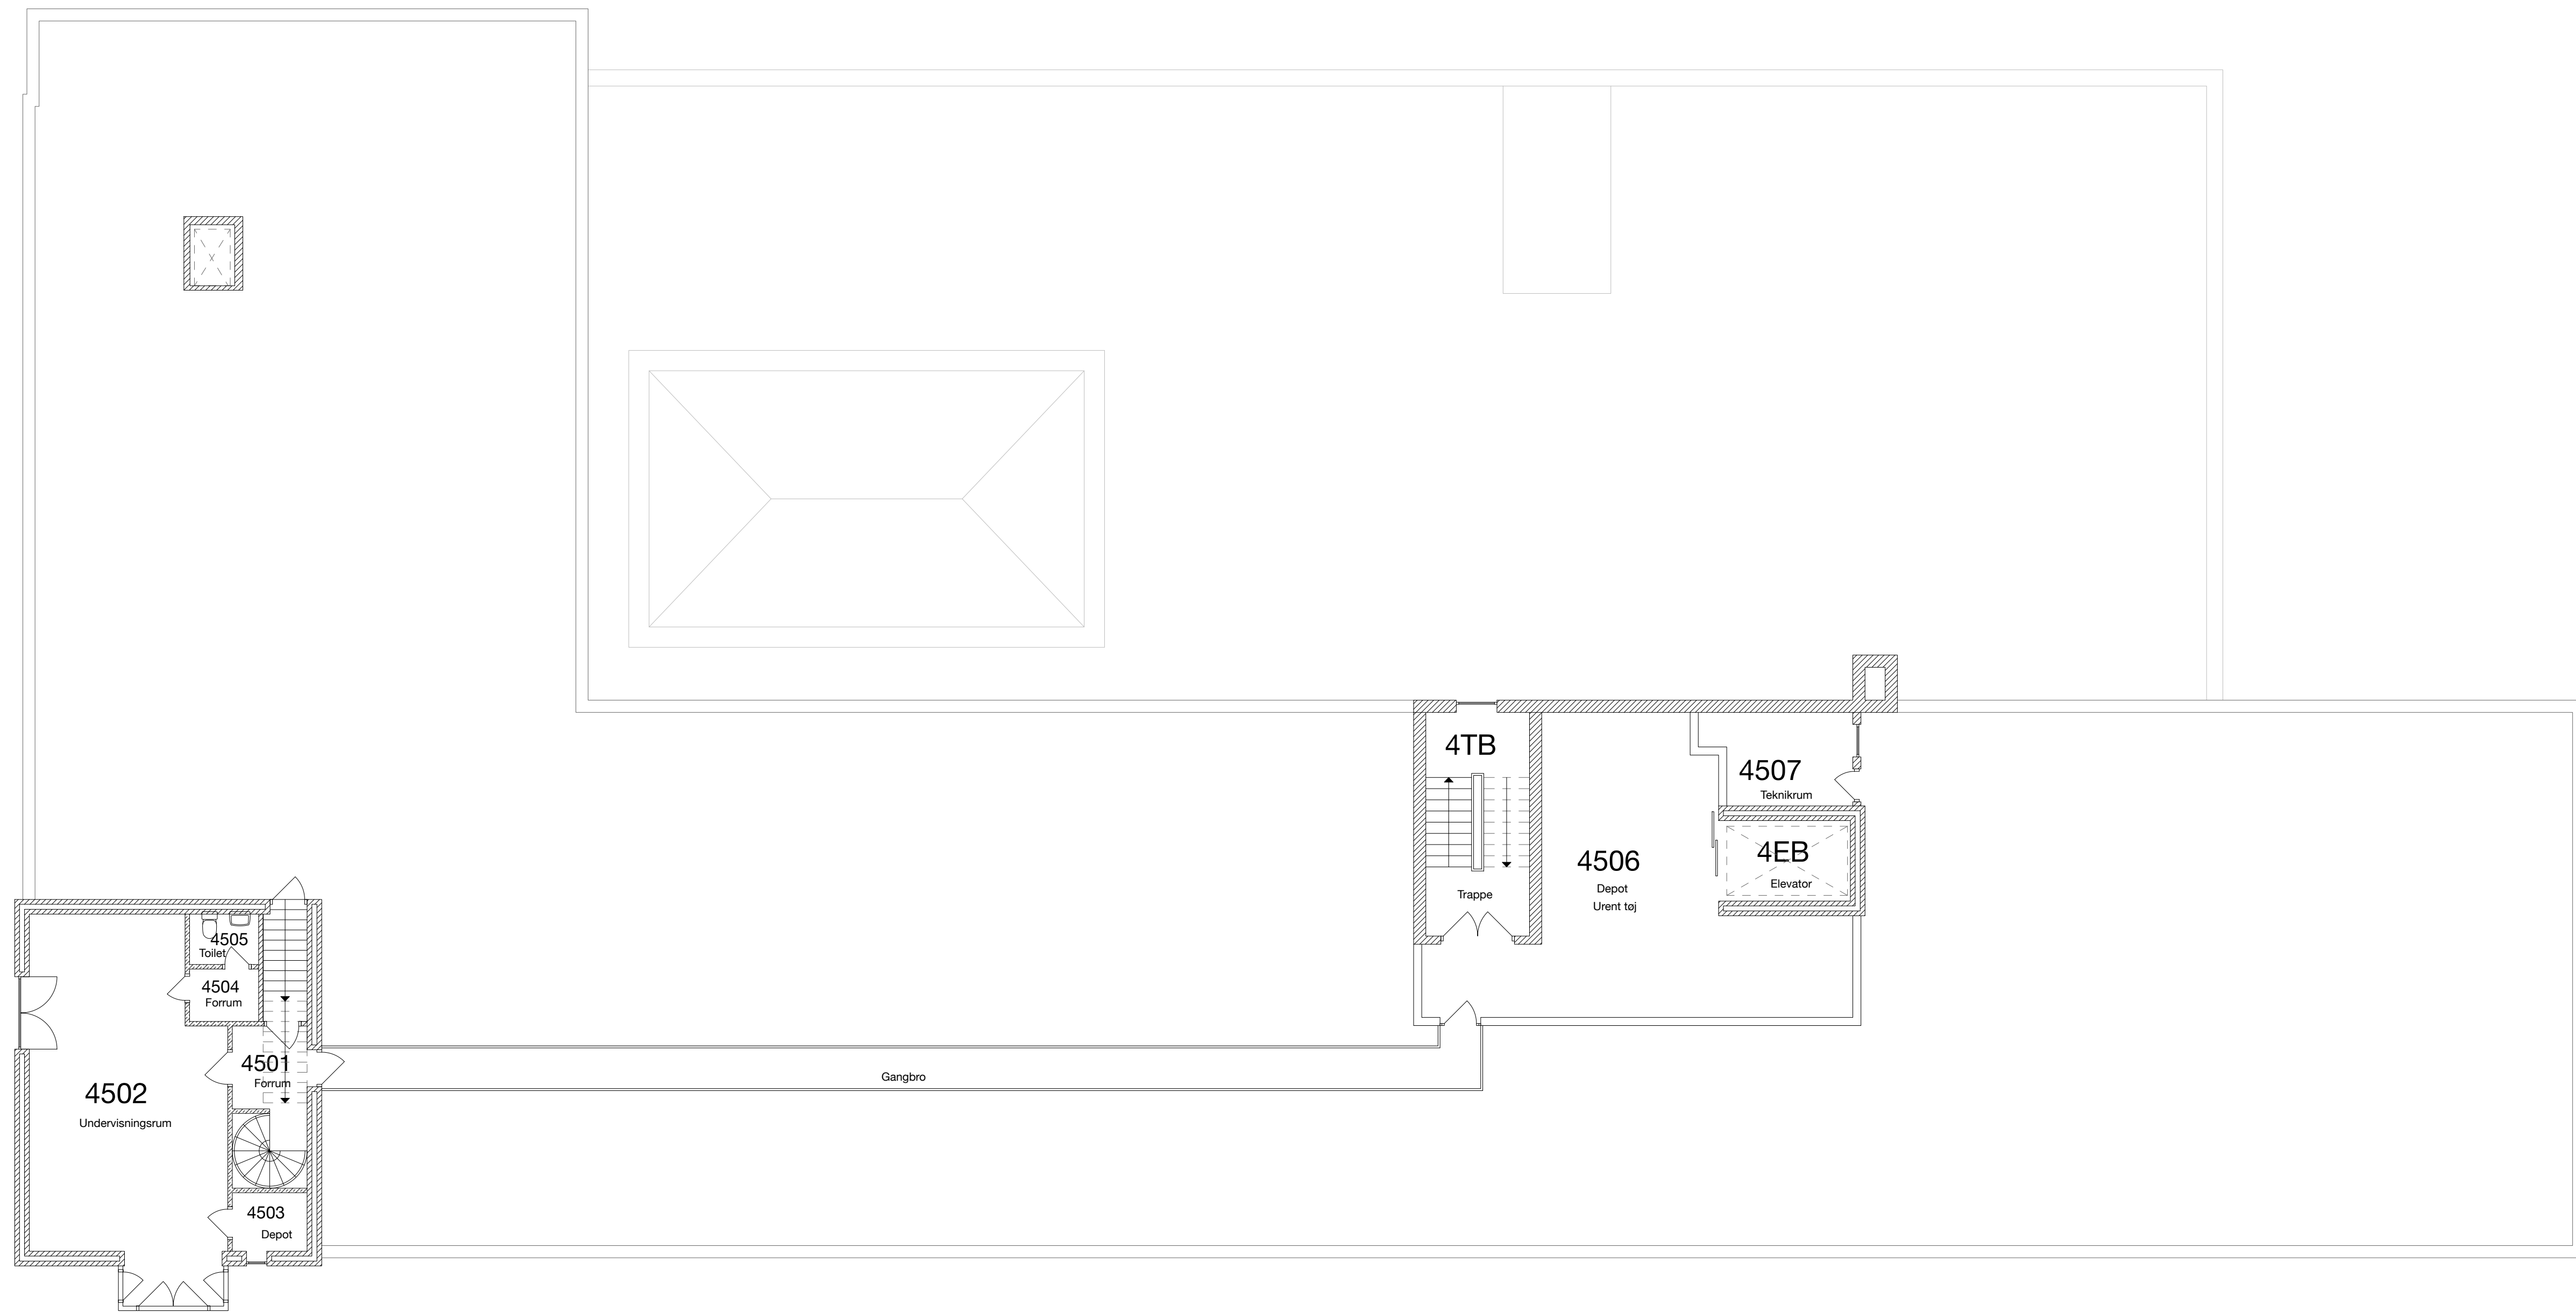 4TB
Trappe
4506
Depot
Urent tøj
4507
Teknikrum
4EB
Elevator
4505
Toilet
4504
Forrum
4501
Forrum
4502
Undervisningsrum
4503
Depot
Gangbro